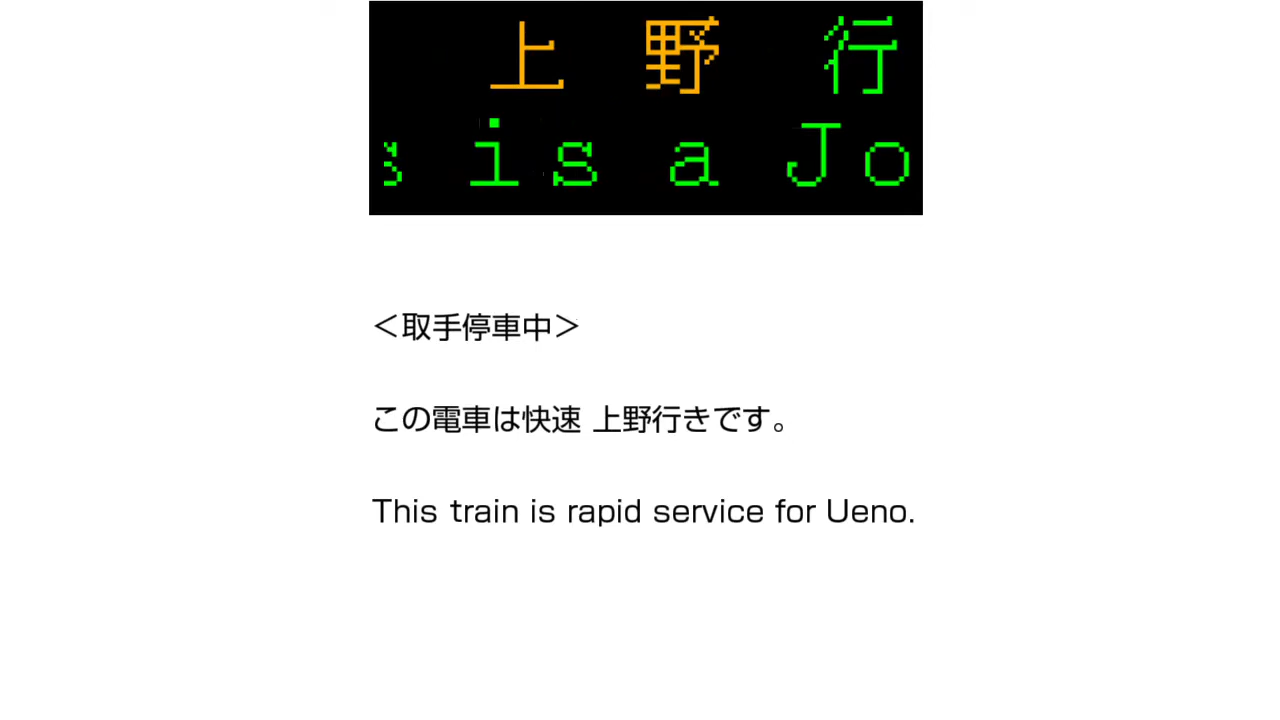 上野行
s is a Jo
＜取手停車中＞
この電車は快速 上野行きです。
This train is rapid service for Ueno.